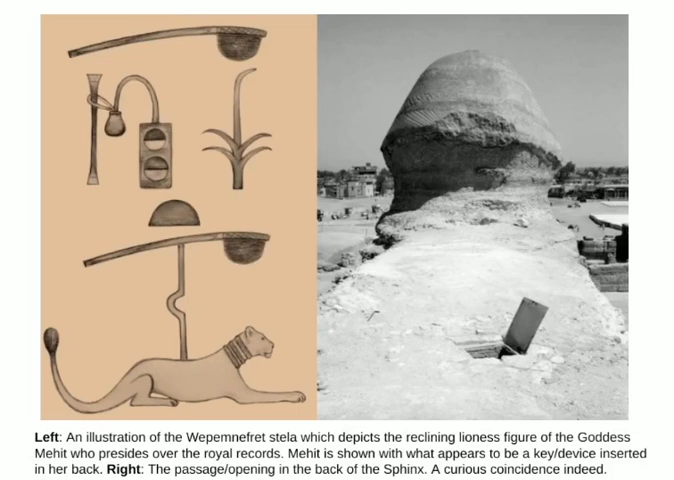 Left: An illustration of the Wepemnefret stela which depicts the reclining lioness figure of the Goddess
Mehit who presides over the royal records. Mehit is shown with what appears to be a key/device inserted
in her back. Right: The passage/opening in the back of the Sphinx. A curious coincidence indeed.